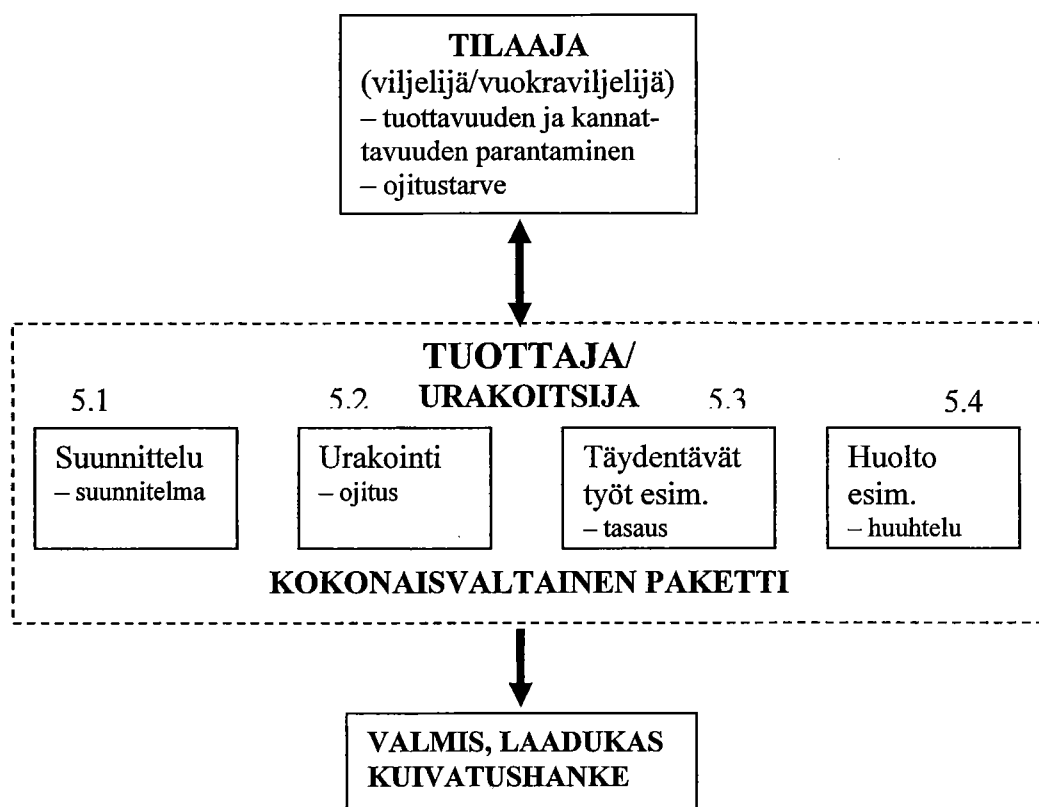 TILAAJA
(viljelijä/vuokraviljelijä)
– tuottavuuden ja kannat-
tavuuden parantaminen
– ojitustarve
TUOTTAJA/
URAKOITSIJA
5.1
Suunnittelu
– suunnitelma
5.2
Urakointi
– ojitus
5.3
Täydentävät
työt esim.
– tasaus
5.4
Huolto
esim.
– huuhtelu
KOKONAISVALTAINEN PAKETTI
VALMIS, LAADUKAS
KUIVATUSHANKE